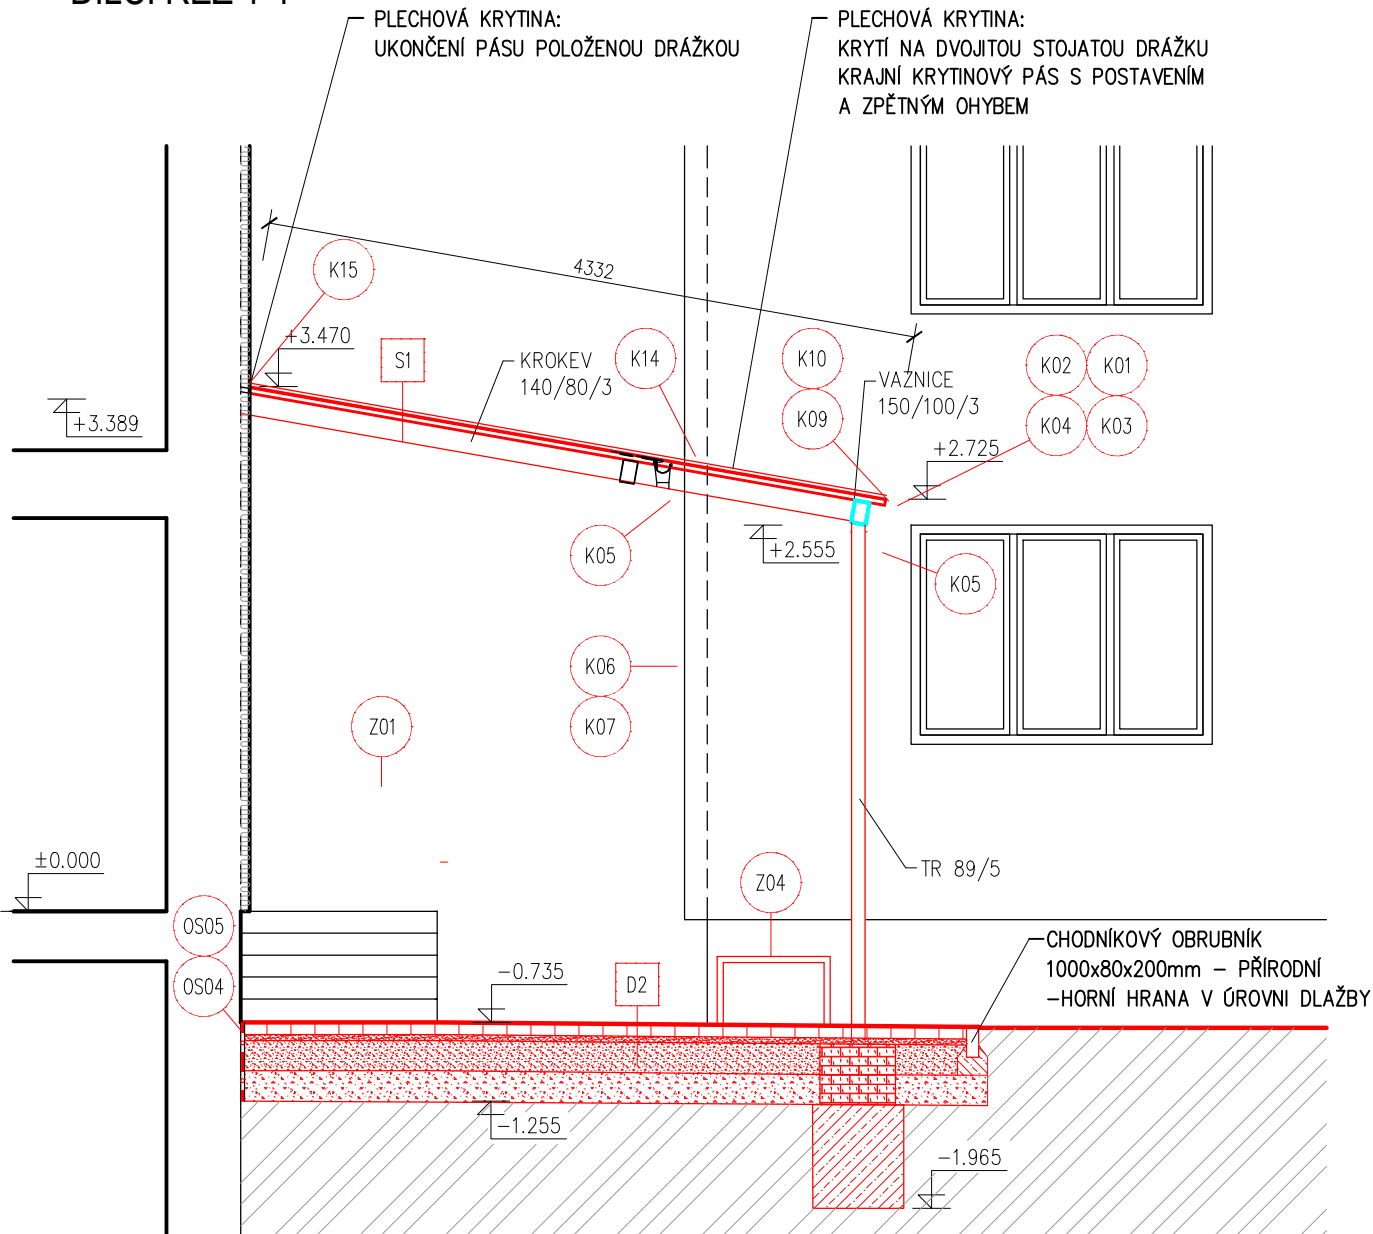 PLECHOVÁ KRYTINA:
UKONČENÍ PÁSU POLOŽENOU DRÁŽKOU
PLECHOVÁ KRYTINA:
KRYTÍ NA DVOJITOU STOJATOU DRÁŽKU
KRAJNÍ KRYTINOVÝ PÁS S POSTAVENÍM
A ZPĚTNÝM OHYBEM
4332
K15
+3.470
S1
KROKEV
140/80/3
K14
K10
K09
VAZNICE
150/100/3
K02
K01
K04
K03
+3.389
+2.725
+2.555
K05
K05
K06
K07
Z01
±0.000
TR 89/5
Z04
OS05
OS04
-0.735
D2
CHODNÍKOVÝ OBRUBNÍK
1000x80x200mm – PŘÍRODNÍ
-HORNÍ HRANA V ÚROVNI DLAŽBY
-1.255
-1.965